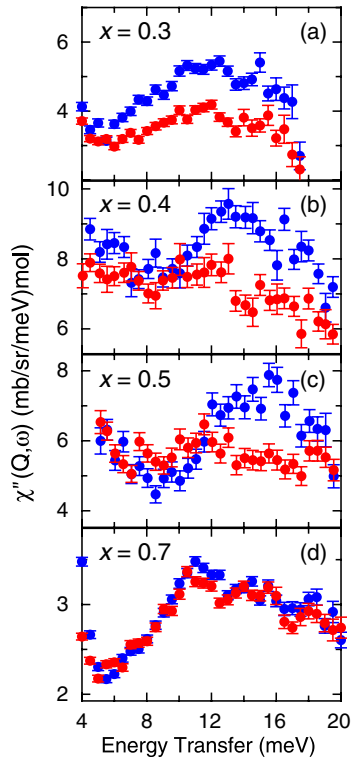 x = 0.3 (a)
6
4
x = 0.4 (b)
10
8
6
x = 0.5 (c)
8
6
4
x = 0.7 (d)
4
3
2
4 8 12 16 20
Energy Transfer (meV)
χ"(Q,ω) (mb/sr/meV)mol)